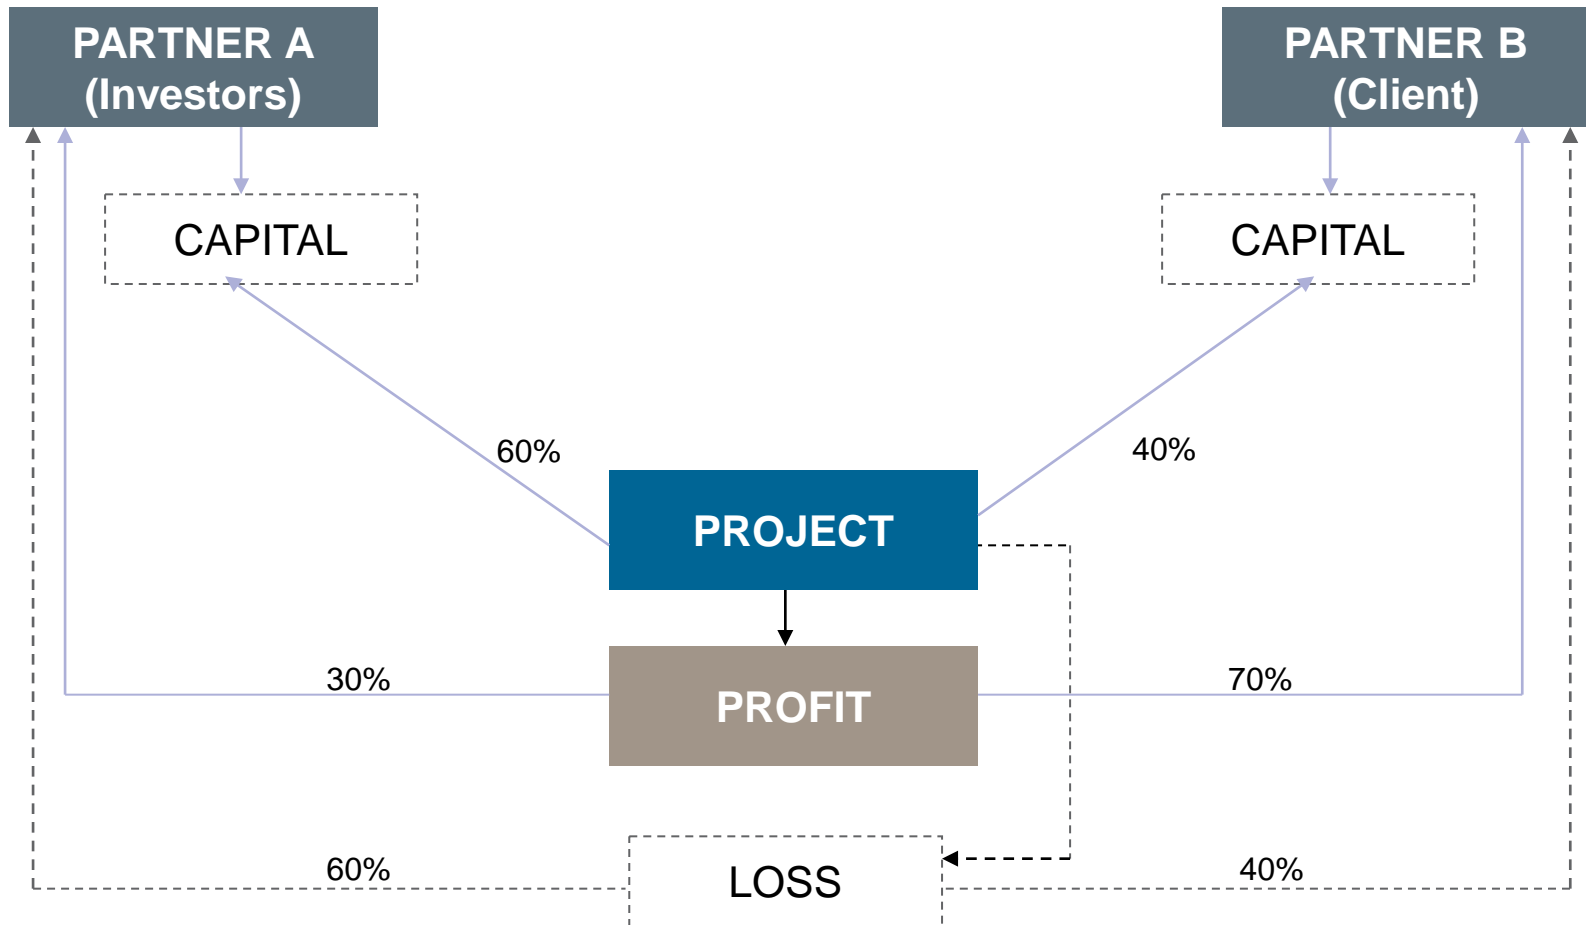 PARTNER A
(Investors)
PARTNER B
(Client)
CAPITAL
CAPITAL
60%
40%
PROJECT
30%
70%
PROFIT
60%
40%
LOSS